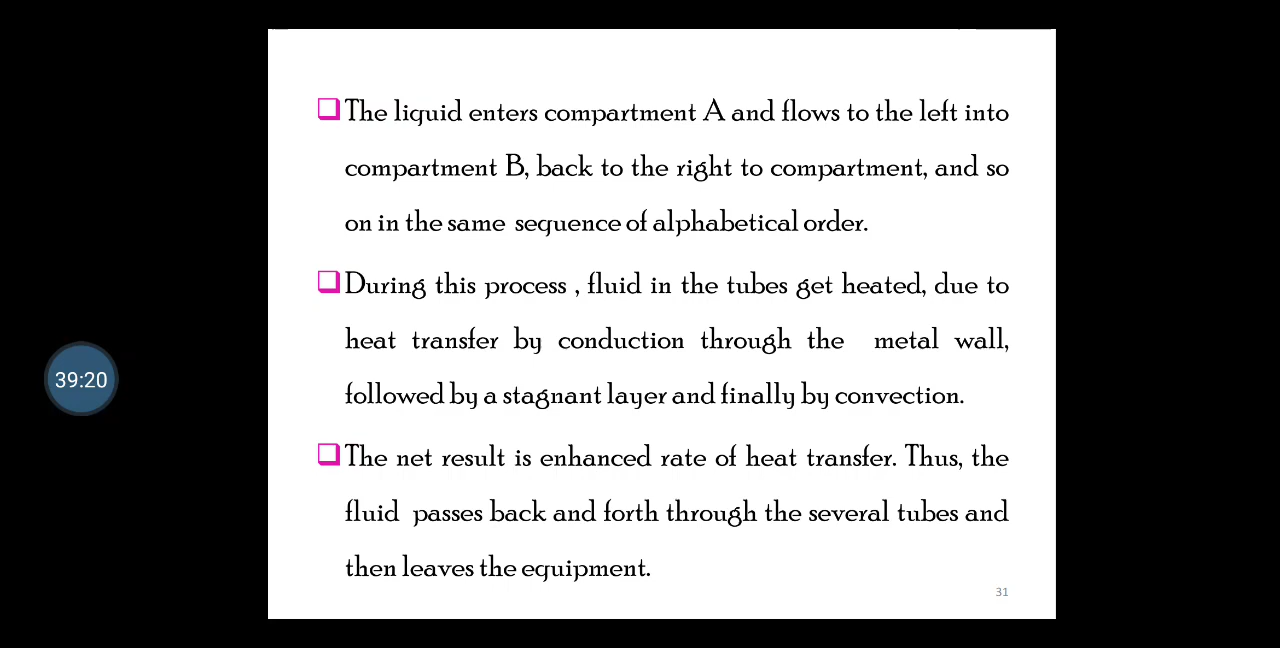 The liquid enters compartment A and flows to the left into
compartment B, back to the right to compartment, and so
on in the same sequence of alphabetical order.
During this process , fluid in the tubes get heated, due to
heat transfer by conduction through the metal wall,
followed by a stagnant layer and finally by convection.
39:20
The net result is enhanced rate of heat transfer. Thus, the
fluid passes back and forth through the several tubes and
then leaves the equipment.
31